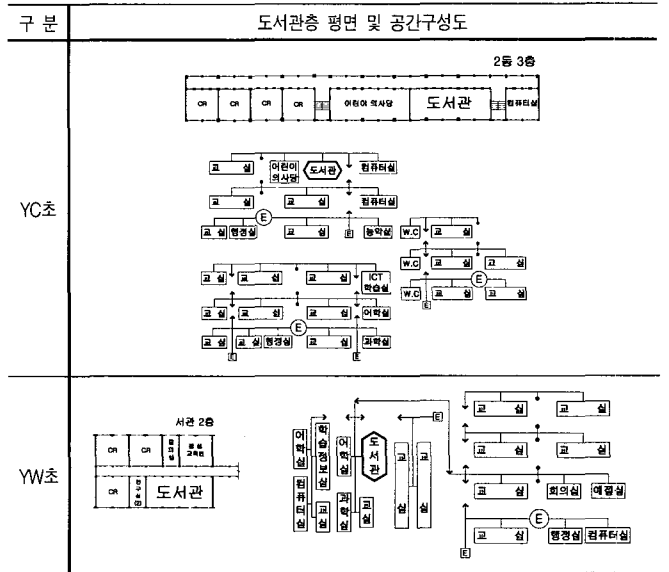 구 분
도서관층 평면 및 공간구성도
YC초
2동 3층
CR CR CR CR 어린이 의사당 도서관 컴퓨터실
교 실 어린이 의사당 도서관 컴퓨터실
교 실 교 실 컴퓨터실
E
교 실 행정실 교 실 E 농악실
W.C 교 실
W.C 교 실 교 실
E
W.C 교 실 교 실
E
교 실 교 실 교 실 ICT 학습실
교 실 교 실 교 실 어학실
E
교 실 교 실 행정실 교 실 과학실
E E
YW초
서관 2층
CR CR
CR 도서관
어학실 학습정보실 어학실 도서관
컴퓨터실 교실 과학실 교실
교 실 교 실
E
교 실 교 실
교 실 교 실
교 실 회의실 예절실
E
교 실 행정실 컴퓨터실
E